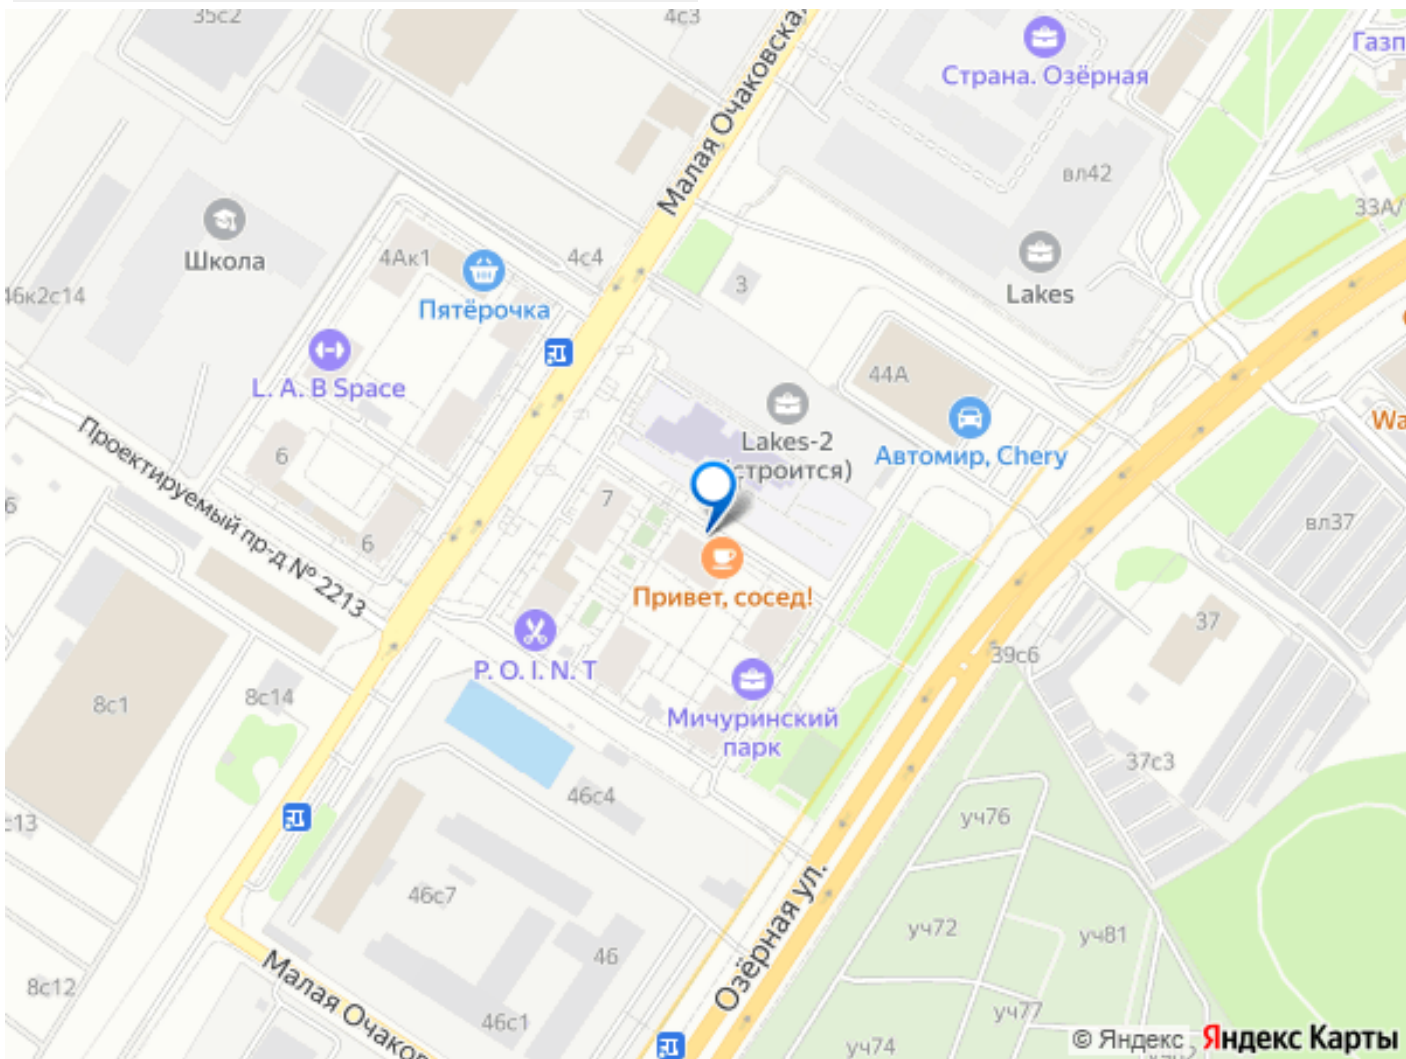 35с2
4с3
Газп
Страна. Озёрная
Малая Очаковская
вл42
33А/
Школа
4Ак1
4с4
Пятёрочка
3
Lakes
46к2с14
L. A. B Space
44А
Wa
Lakes-2
(строится)
Автомир, Chery
Проектируемый пр-д № 2213
6
7
6
вл37
Привет, сосед!
37
P. O. I. N. T
39с6
8с14
8с1
Мичуринский
парк
37с3
46с4
уч76
46с7
Озёрная ул.
уч72
уч81
46
8с12
Малая Очаков
46с1
уч77
уч74
© Яндекс Яндекс Карты